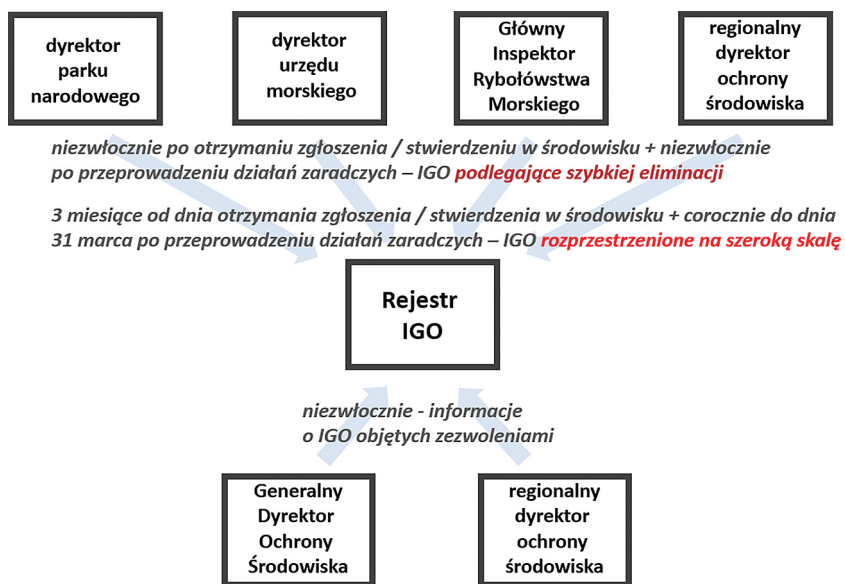 dyrektor
parku
narodowego
dyrektor
urzędu
morskiego
Główny
Inspektor
Rybołówstwa
Morskiego
regionalny
dyrektor
ochrony
środowiska
niezwłocznie po otrzymaniu zgłoszenia / stwierdzeniu w środowisku + niezwłocznie
po przeprowadzeniu działań zaradczych – IGO podlegające szybkiej eliminacji
3 miesiące od dnia otrzymania zgłoszenia / stwierdzenia w środowisku + corocznie do dnia
31 marca po przeprowadzeniu działań zaradczych – IGO rozprzestrzenione na szeroką skalę
Rejestr
IGO
niezwłocznie - informacje
o IGO objętych zezwoleniami
Generalny
Dyrektor
Ochrony
Środowiska
regionalny
dyrektor
ochrony
środowiska